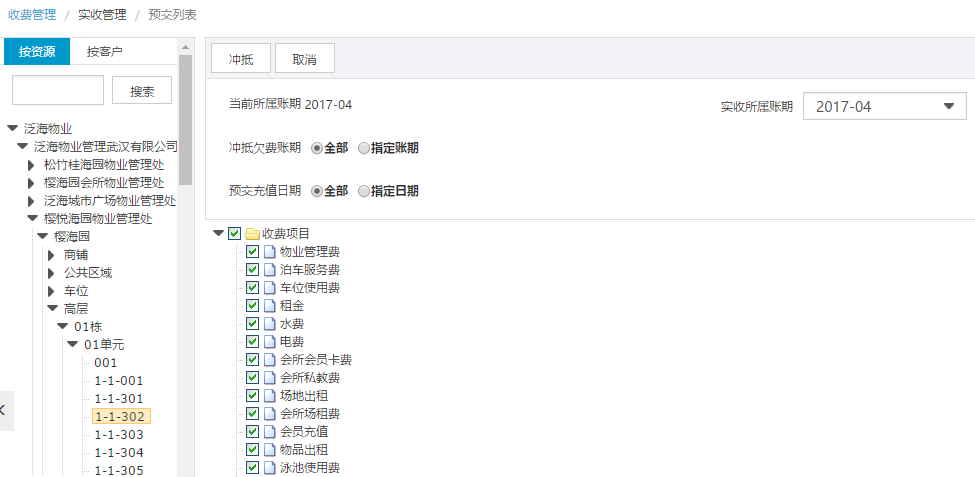 收费管理 / 实收管理 / 预交列表
按资源 按客户
搜索
泛海物业
泛海物业管理武汉有限公司
松竹桂海园物业管理处
樱海园会所物业管理处
泛海城市广场物业管理处
樱悦海园物业管理处
樱海园
商铺
公共区域
车位
高层
01栋
01单元
001
1-1-001
1-1-301
1-1-302
1-1-303
1-1-304
1-1-305
冲抵 取消
当前所属账期 2017-04 实收所属账期 2017-04
冲抵欠费账期 全部 指定账期
预交充值日期 全部 指定日期
收费项目
物业管理费
泊车服务费
车位使用费
租金
水费
电费
会所会员卡费
会所私教费
场地出租
会所场租费
会员充值
物品出租
泳池使用费